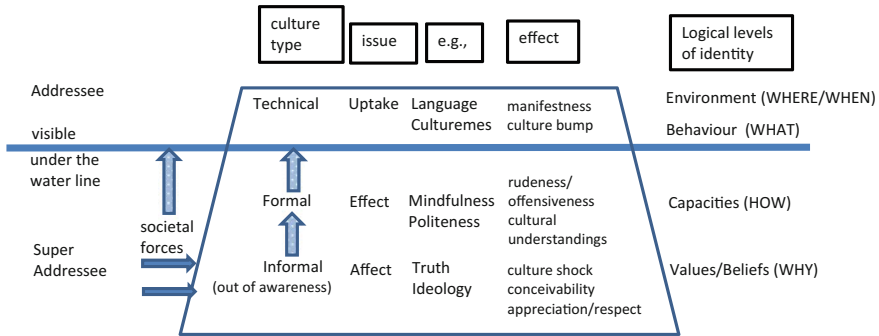 culture
type
issue
e.g.,
effect
Logical levels
of identity
Addressee
Technical
Uptake
Language
Culturemes
manifestness
culture bump
Environment (WHERE/WHEN)
visible
Behaviour (WHAT)
under the
water line
Formal
Effect
Mindfulness
Politeness
rudeness/
offensiveness
cultural
understandings
Capacities (HOW)
societal
forces
Super
Addressee
Informal
(out of awareness)
Affect
Truth
Ideology
culture shock
conceivability
appreciation/respect
Values/Beliefs (WHY)